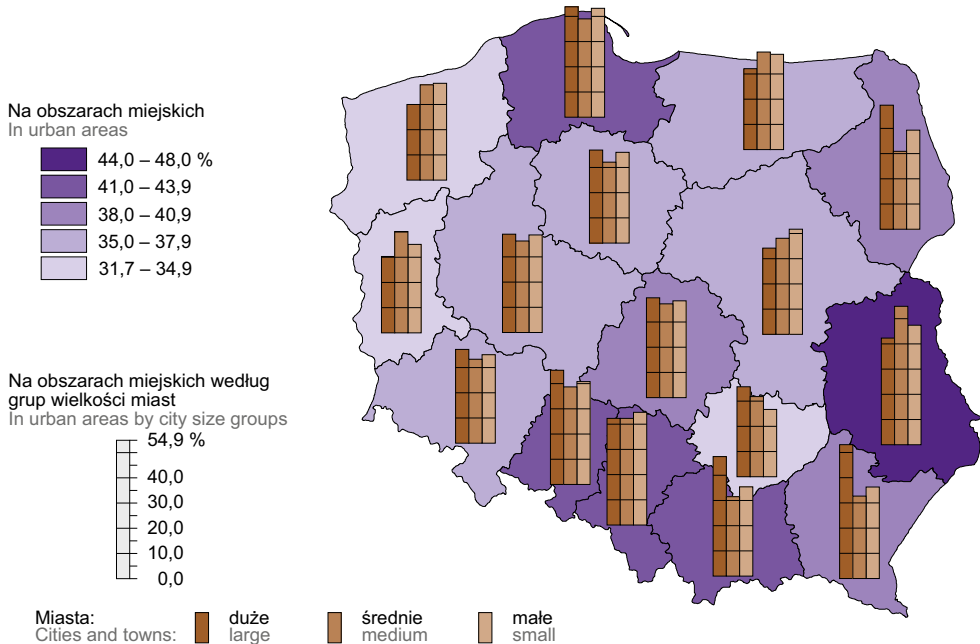 Na obszarach miejskich
In urban areas
44,0 – 48,0 %
41,0 – 43,9
38,0 – 40,9
35,0 – 37,9
31,7 – 34,9
Na obszarach miejskich według
grup wielkości miast
In urban areas by city size groups
54,9 %
40,0
30,0
20,0
10,0
0,0
Miasta: duże średnie małe
Cities and towns: large medium small